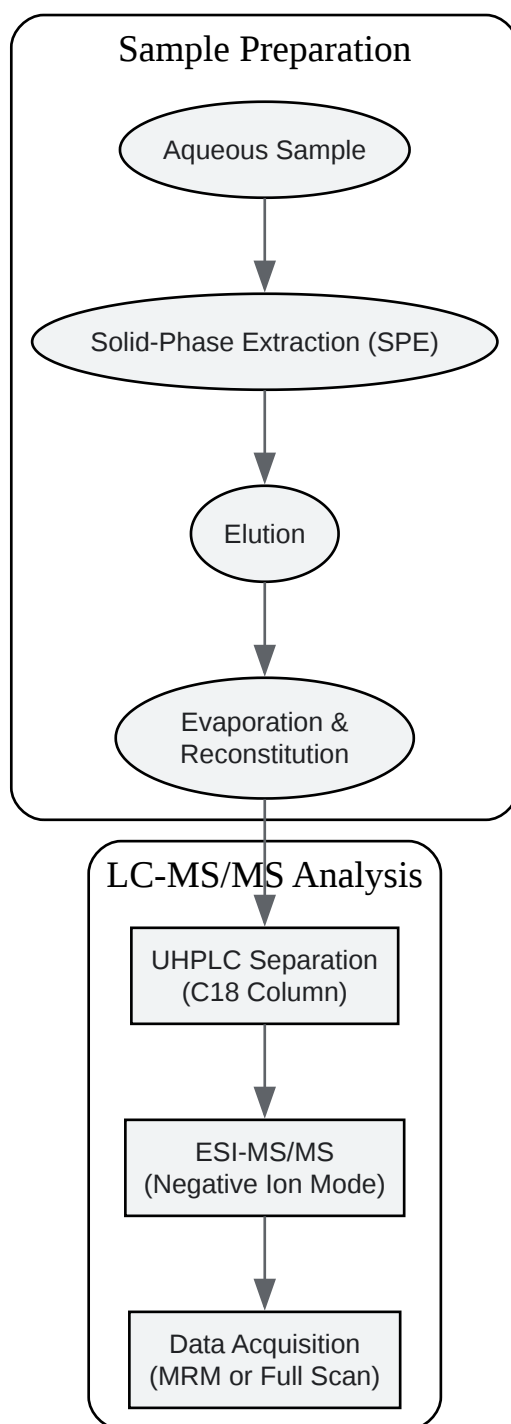 Sample Preparation
Aqueous Sample
Solid-Phase Extraction (SPE)
Elution
Evaporation &
Reconstitution
LC-MS/MS Analysis
UHPLC Separation
(C18 Column)
ESI-MS/MS
(Negative Ion Mode)
Data Acquisition
(MRM or Full Scan)